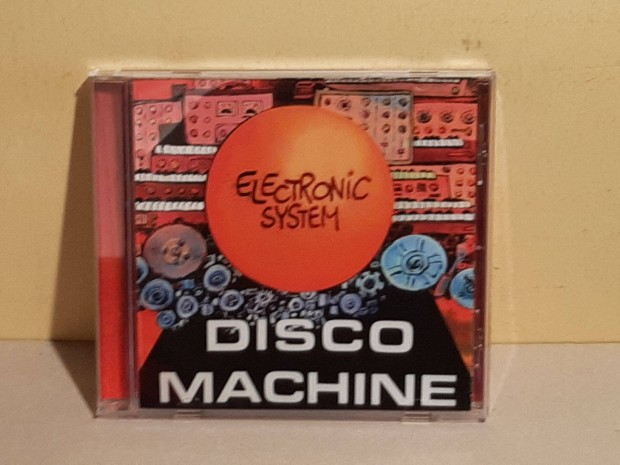 ELECTRONIC
SYSTEM
DISCO
MACHINE